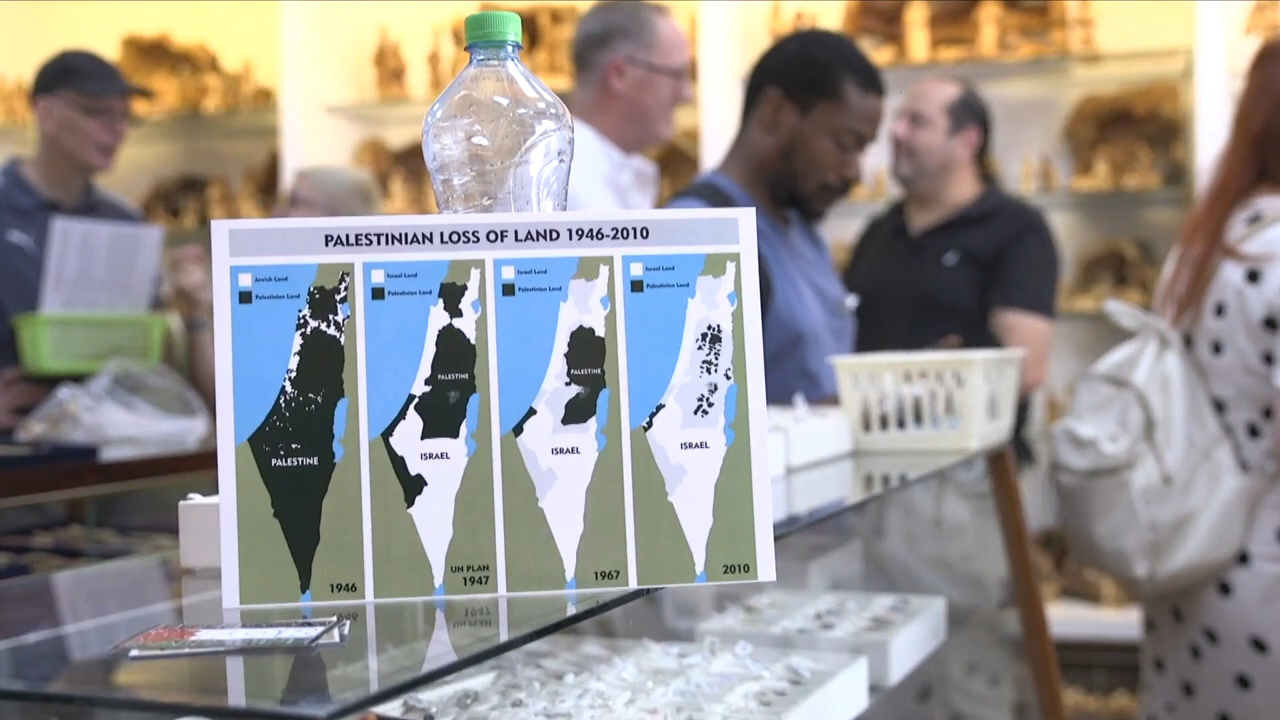 PALESTINIAN LOSS OF LAND 1946-2010
Jewish Land
Palestinian Land
PALESTINE
1946
Israel Land
Palestinian Land
PALESTINE
ISRAEL
UN PLAN
1947
Israel Land
Palestinian Land
PALESTINE
ISRAEL
1967
Israel Land
Palestinian Land
ISRAEL
2010